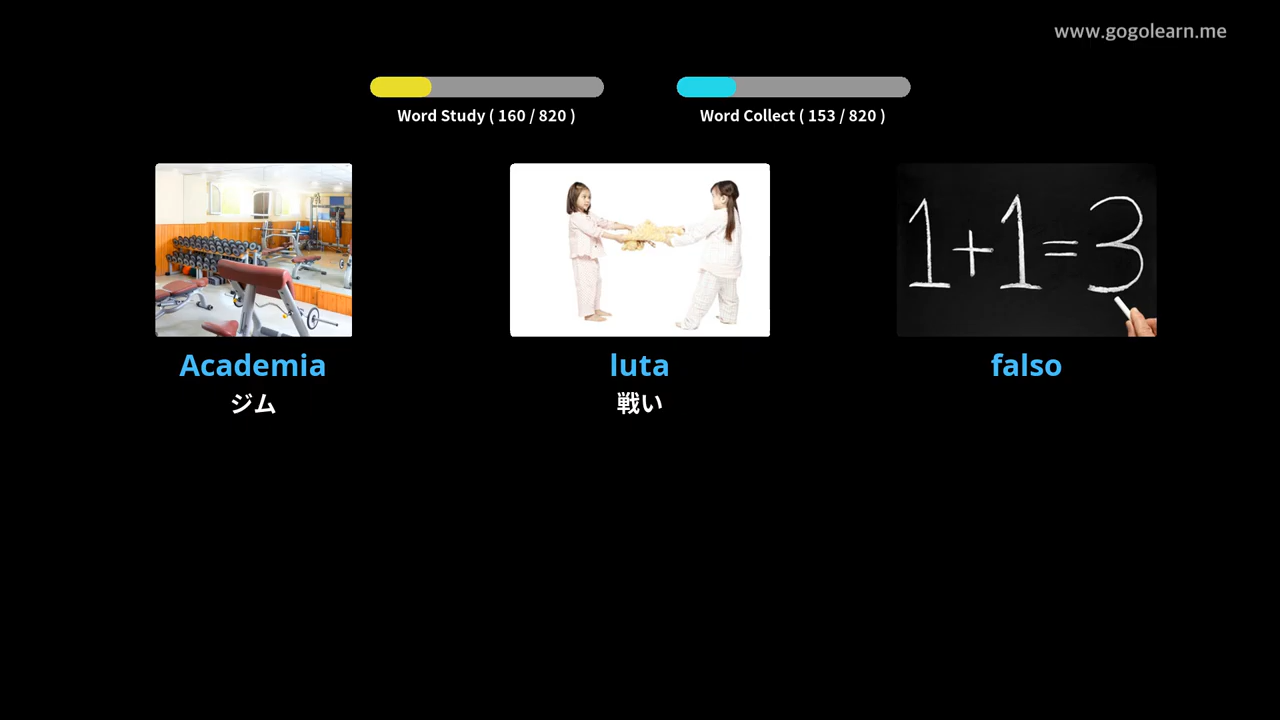 www.gogolearn.me
Word Study ( 160 / 820 )
Word Collect ( 153 / 820 )
1+1=3
Academia
luta
falso
ジム
戦い